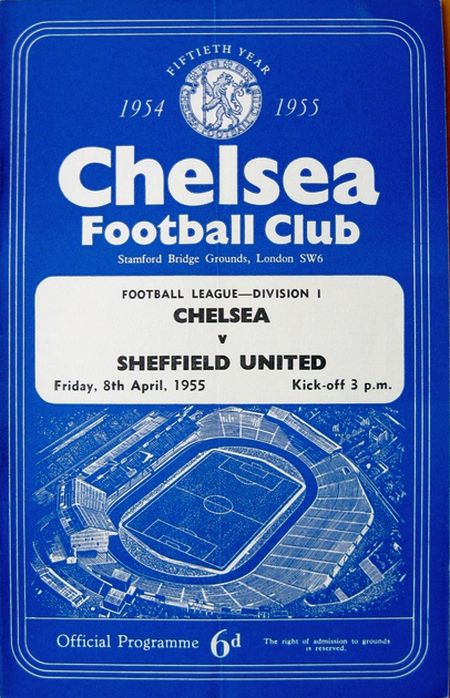 FIFTIETH YEAR
1954 1955
Chelsea
Football Club
Stamford Bridge Grounds, London SW6
FOOTBALL LEAGUE—DIVISION 1
CHELSEA
v
SHEFFIELD UNITED
Friday, 8th April, 1955 Kick-off 3 p.m.
Official Programme 6d The right of admission to grounds
is reserved.